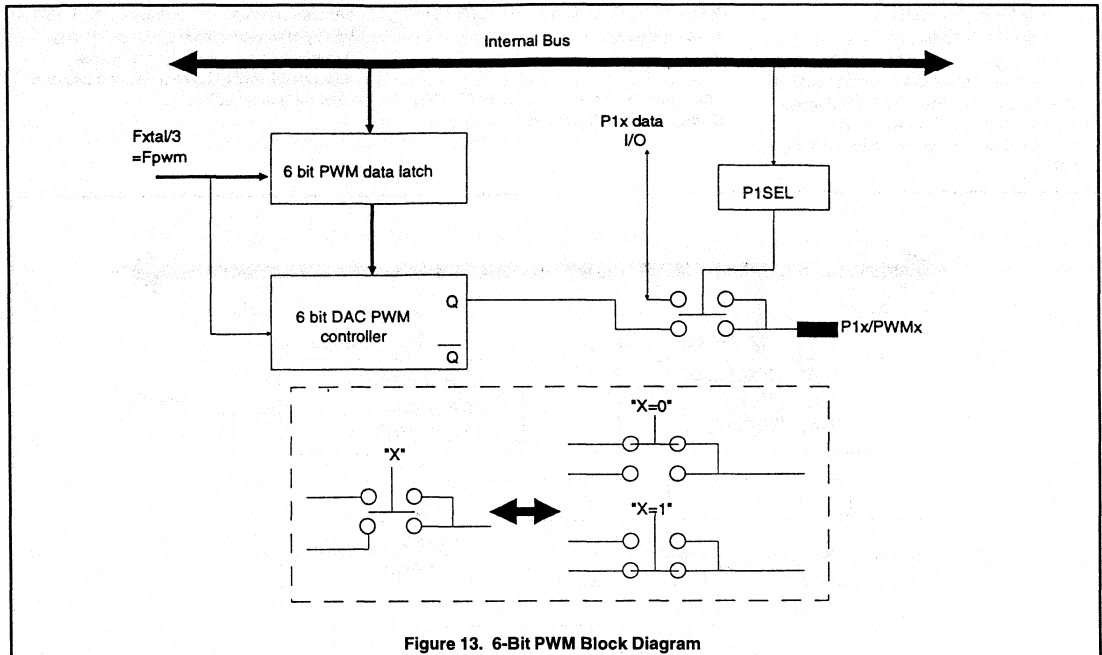 Internal Bus
Fxtal/3
=Fpwm
6 bit PWM data latch
P1x data
I/O
P1SEL
6 bit DAC PWM
controller
Q
Q
P1x/PWMx
"X"
"X=0"
"X=1"
Figure 13. 6-Bit PWM Block Diagram